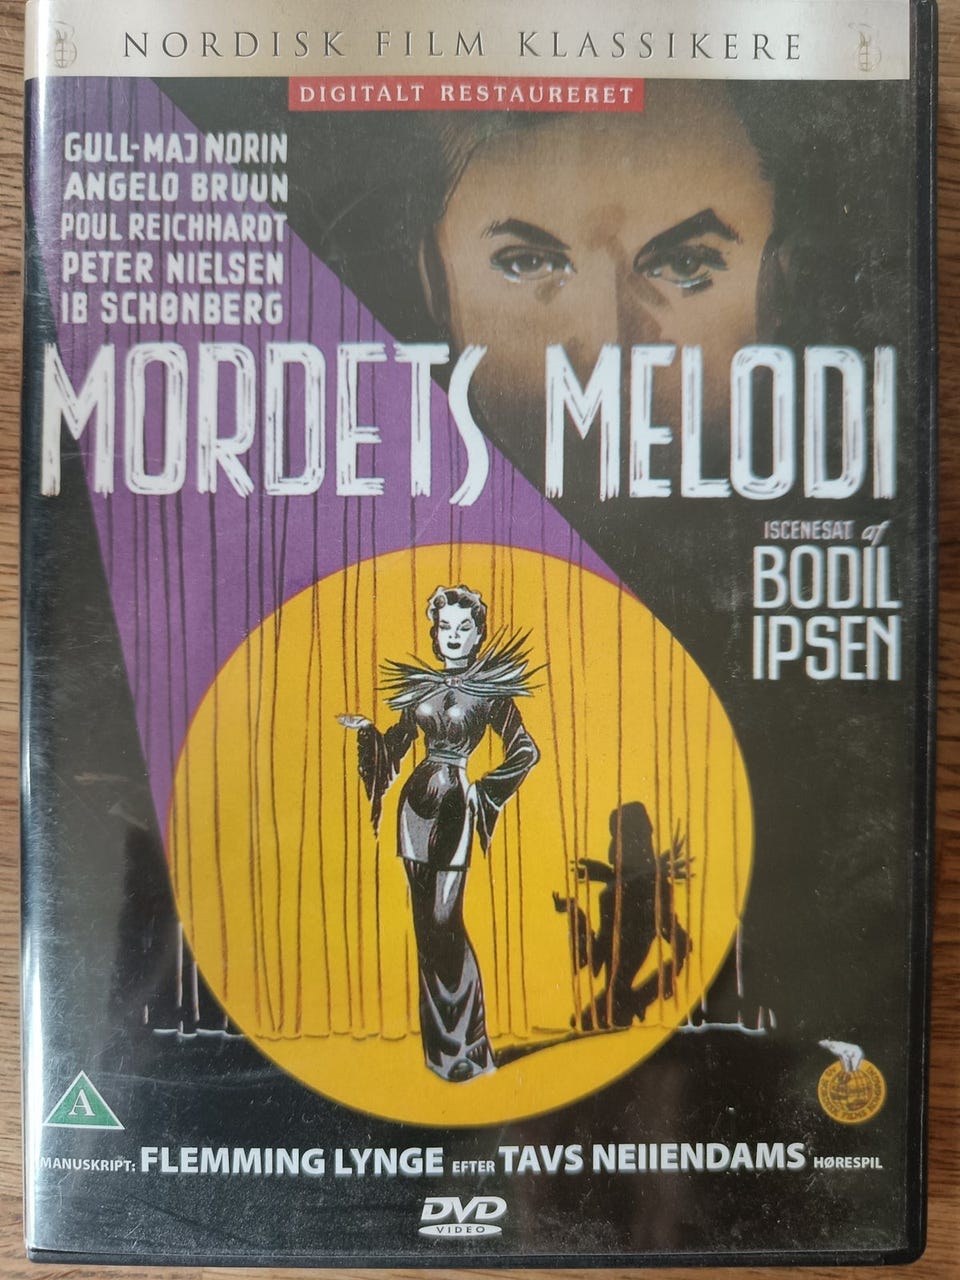 NORDISK FILM KLASSIKERE
DIGITALT RESTAURERET
GULL-MAJ NØRIN
ANGELO BRUUN
POUL REICHHARDT
PETER NIELSEN
IB SCHØNBERG
MORDETS MELODI
ISCENESAT af
BODIL
IPSEN
A
MANUSKRIPT: FLEMMING LYNGE EFTER TAVS NEIIENDAMS HØRESPIL
DVD
VIDEO